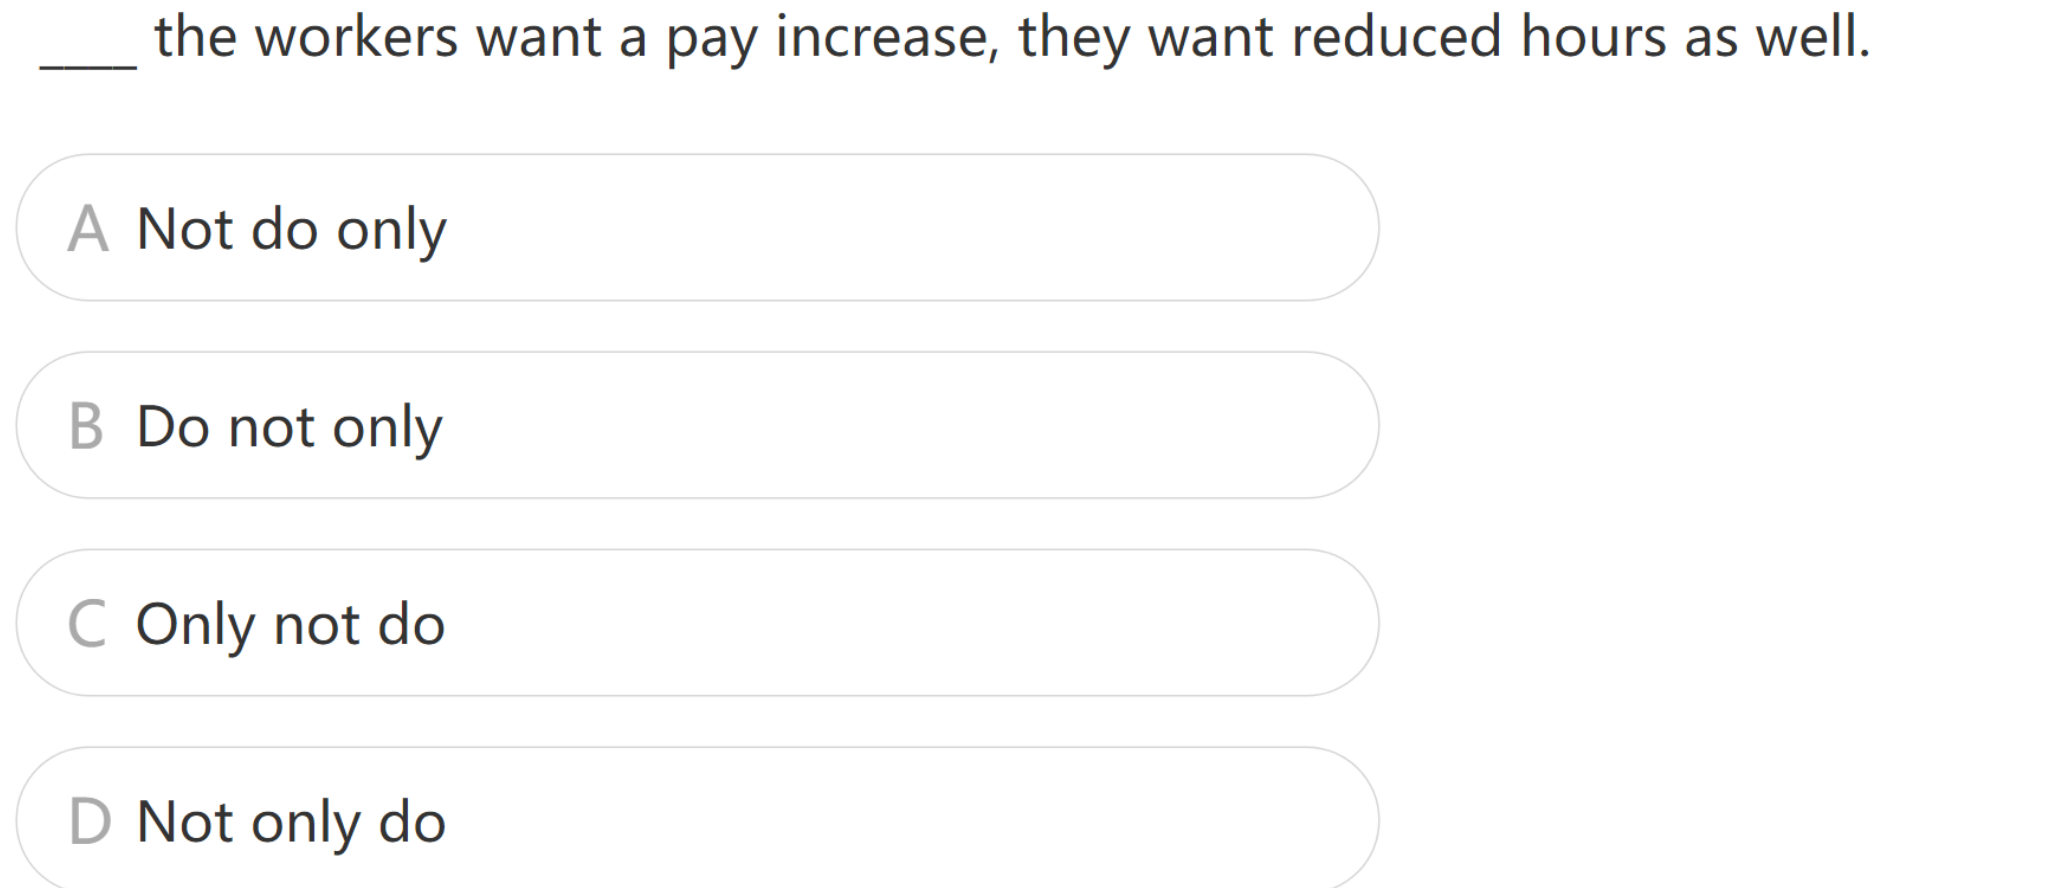 ____ the workers want a pay increase, they want reduced hours as well.
A Not do only
B Do not only
C Only not do
D Not only do